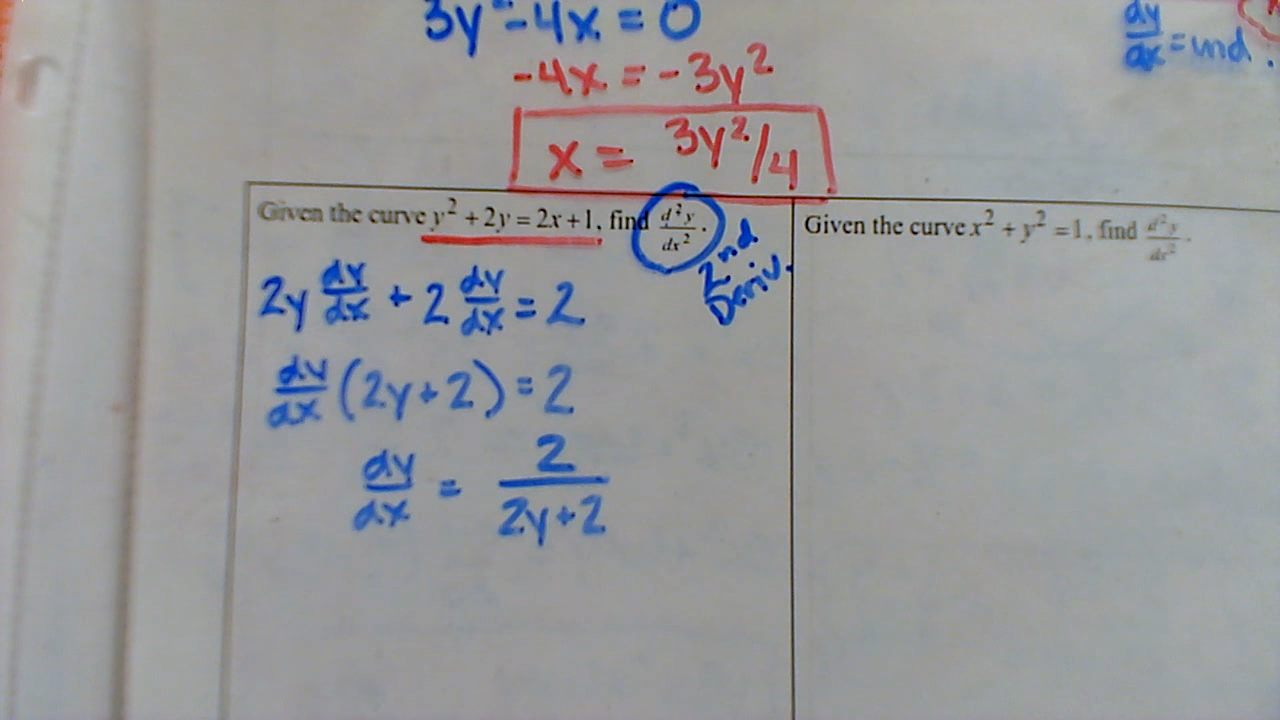 3y²-4x = 0
dy/dx = und.
-4x = -3y²
x = 3y²/4
Given the curve y² + 2y = 2x+1, find d²y/dx².
2nd Deriv.
2y dy/dx + 2 dy/dx = 2
dy/dx (2y+2) = 2
dy/dx = 2/(2y+2)
Given the curve x² + y² = 1, find d²y/dx².